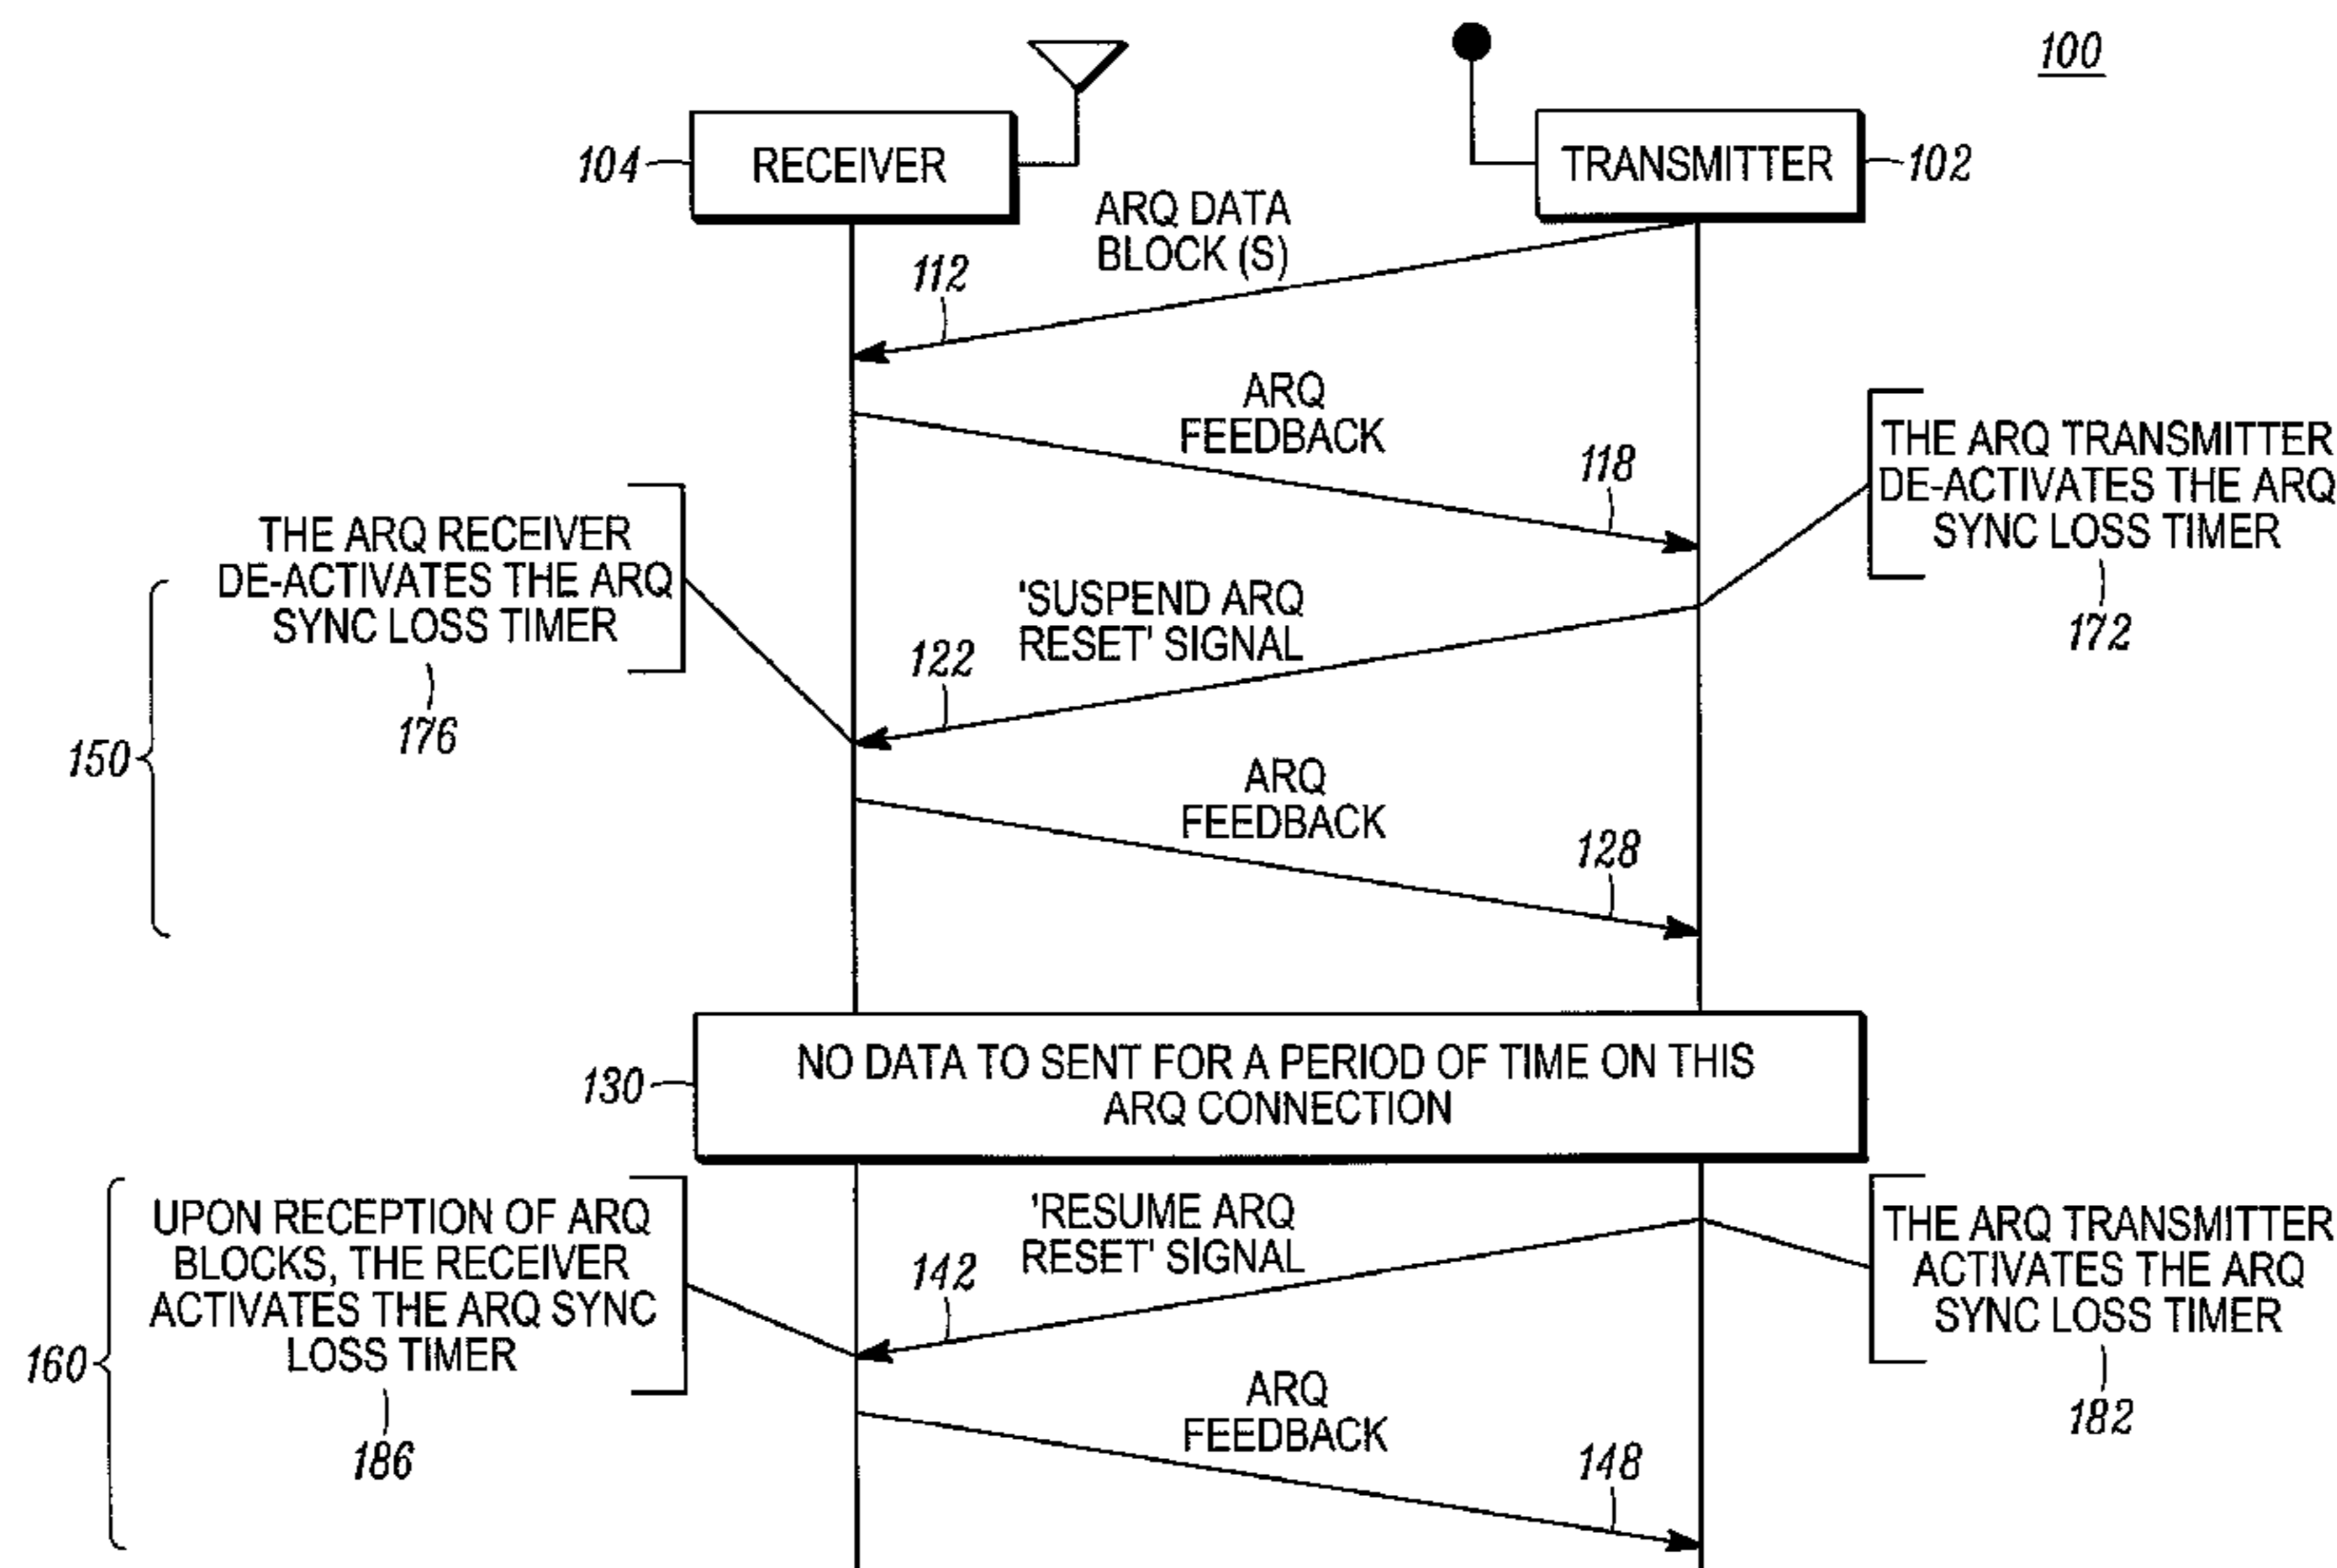 100
104
RECEIVER
TRANSMITTER
102
ARQ DATA
BLOCK (S)
112
ARQ
FEEDBACK
118
THE ARQ TRANSMITTER
DE-ACTIVATES THE ARQ
SYNC LOSS TIMER
172
THE ARQ RECEIVER
DE-ACTIVATES THE ARQ
SYNC LOSS TIMER
176
'SUSPEND ARQ
RESET' SIGNAL
122
150
ARQ
FEEDBACK
128
130
NO DATA TO SENT FOR A PERIOD OF TIME ON THIS
ARQ CONNECTION
UPON RECEPTION OF ARQ
BLOCKS, THE RECEIVER
ACTIVATES THE ARQ SYNC
LOSS TIMER
186
'RESUME ARQ
RESET' SIGNAL
142
THE ARQ TRANSMITTER
ACTIVATES THE ARQ
SYNC LOSS TIMER
182
160
ARQ
FEEDBACK
148